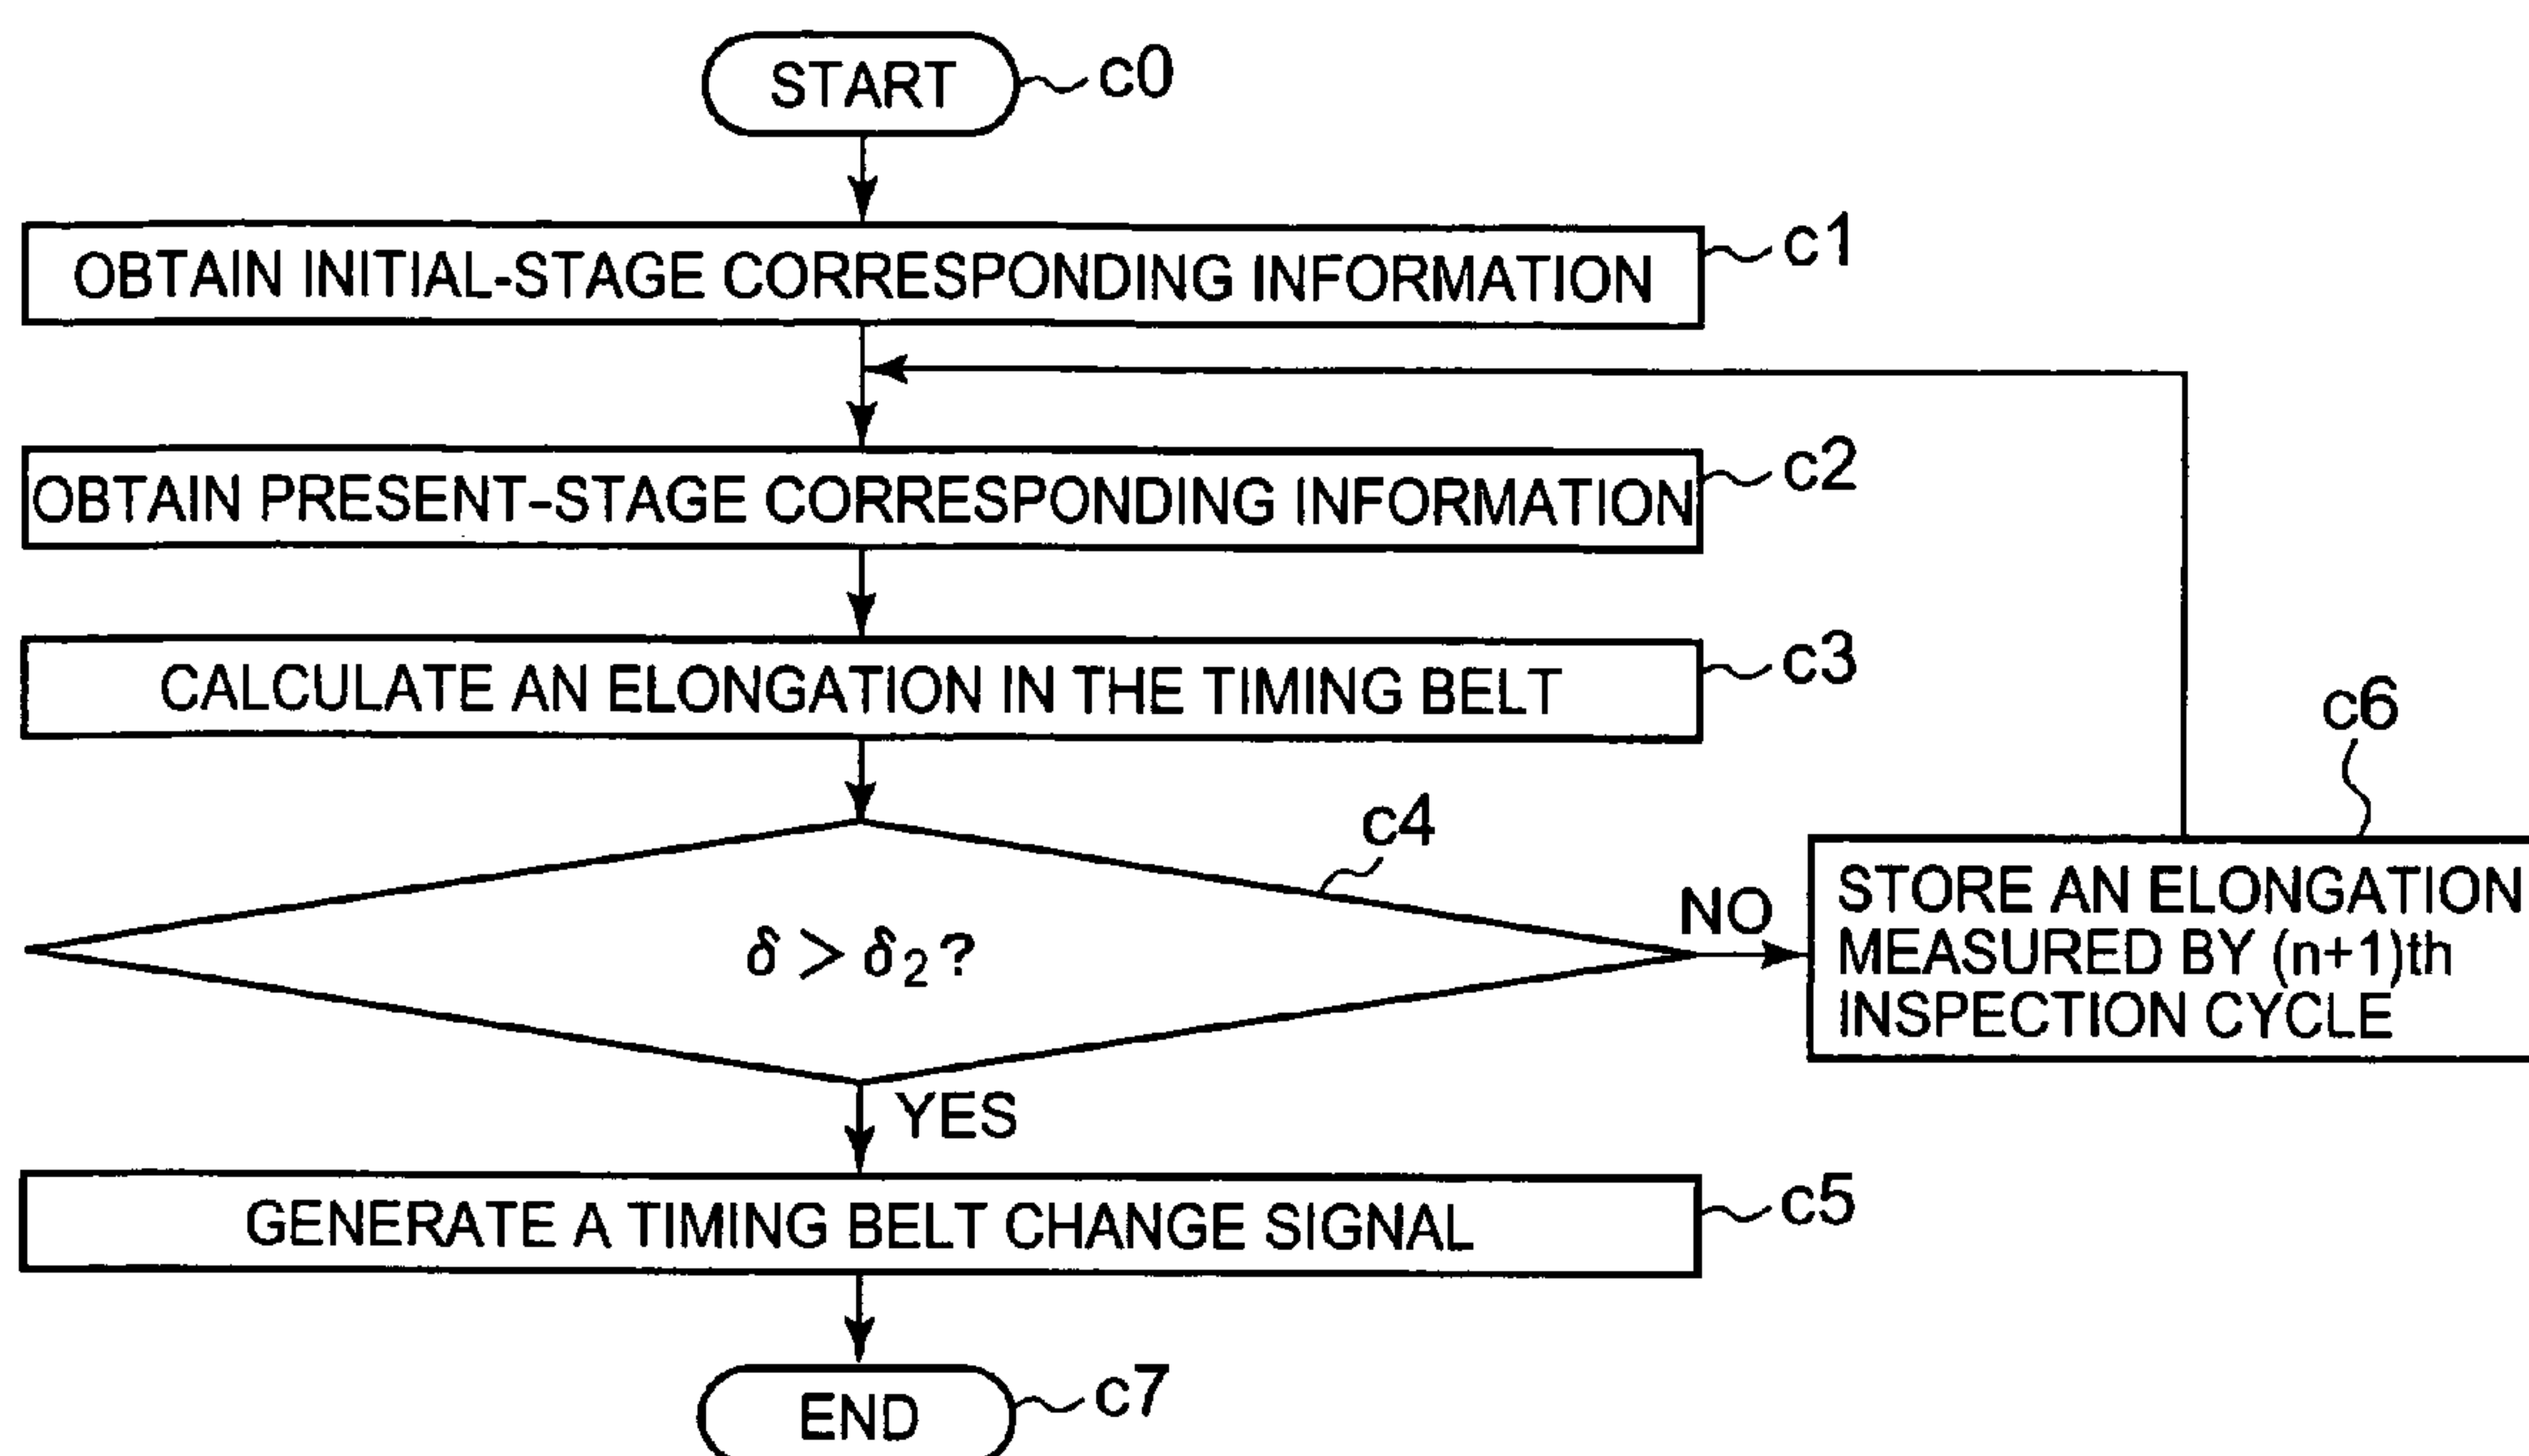 START
c0
OBTAIN INITIAL-STAGE CORRESPONDING INFORMATION
c1
OBTAIN PRESENT-STAGE CORRESPONDING INFORMATION
c2
CALCULATE AN ELONGATION IN THE TIMING BELT
c3
c4
δ > δ₂?
NO
c6
STORE AN ELONGATION
MEASURED BY (n+1)th
INSPECTION CYCLE
YES
GENERATE A TIMING BELT CHANGE SIGNAL
c5
END
c7